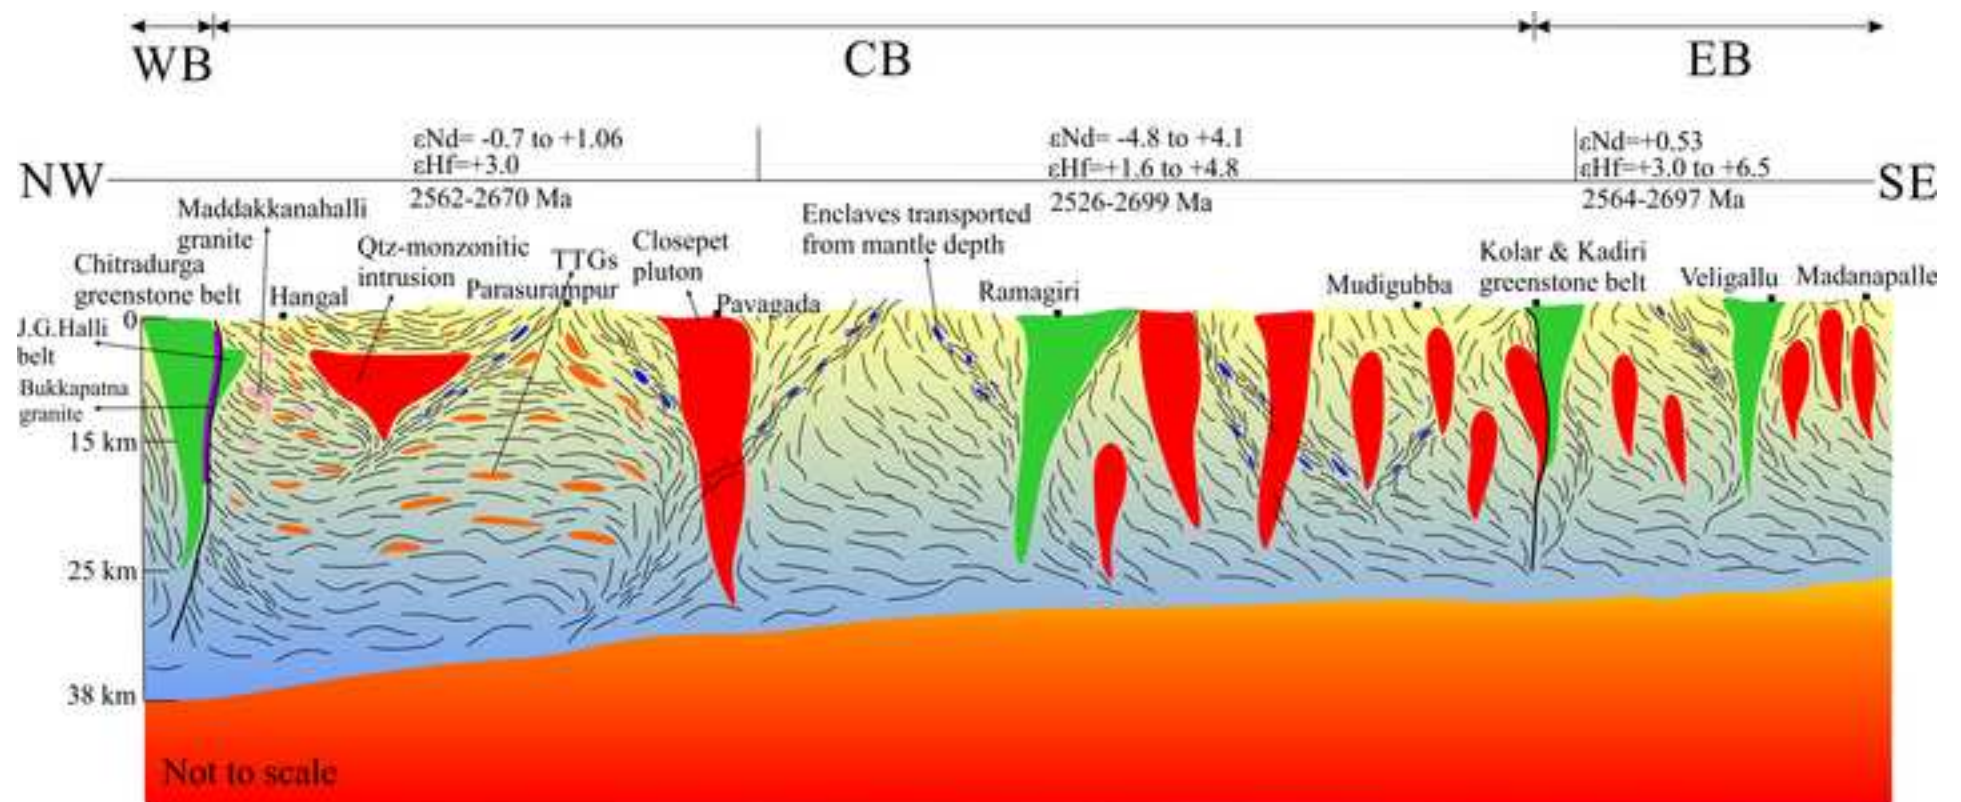 WB
CB
EB
εNd= -0.7 to +1.06
εHf=+3.0
εNd= -4.8 to +4.1
εHf=+1.6 to +4.8
εNd=+0.53
εHf=+3.0 to +6.5
NW
SE
2562-2670 Ma
2526-2699 Ma
2564-2697 Ma
Maddakkanahalli
granite
Qtz-monzonitic
intrusion
TTGs
Closepet
pluton
Enclaves transported
from mantle depth
Kolar & Kadiri
greenstone belt
Chitradurga
greenstone belt
Hangal
Parasurampur
Pavagada
Ramagiri
Mudigubba
Veligallu
Madanapalle
J.G.Halli
belt
Bukkapatna
granite
0
15 km
25 km
38 km
Not to scale